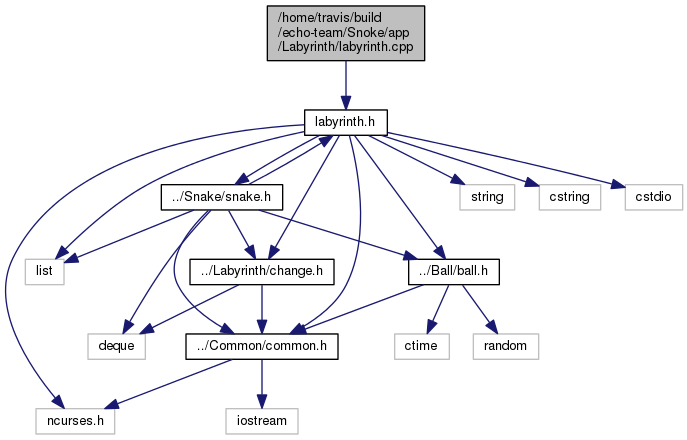 /home/travis/build
/echo-team/Snoke/app
/Labyrinth/labyrinth.cpp
labyrinth.h
../Snake/snake.h
string
cstring
cstdio
list
../Labyrinth/change.h
../Ball/ball.h
deque
../Common/common.h
ctime
random
ncurses.h
iostream